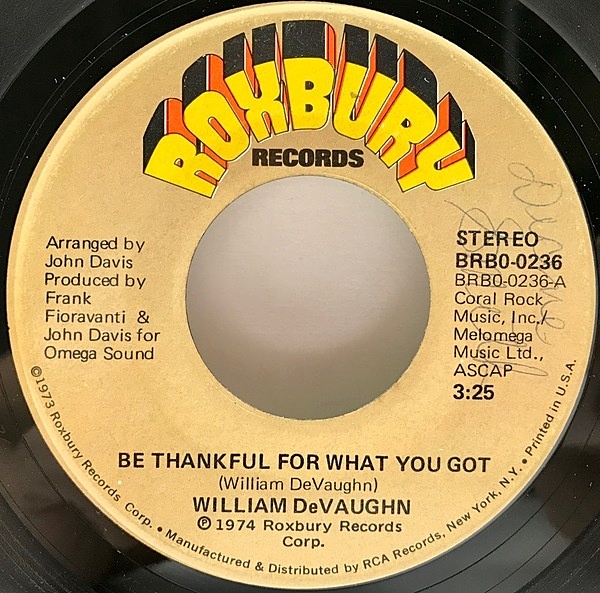 ROXBURY
RECORDS
Arranged by
John Davis
Produced by
Frank
Fioravanti &
John Davis for
Omega Sound
STEREO
BRBO-0236
BRBO-0236-A
Coral Rock
Music, Inc./
Melomega
Music Ltd.,
ASCAP
3:25
BE THANKFUL FOR WHAT YOU GOT
(William DeVaughn)
WILLIAM DeVAUGHN
℗ 1974 Roxbury Records
Corp.
©1973 Roxbury Records Corp. • Manufactured & Distributed by RCA Records, New York, N.Y. • Printed in U.S.A.